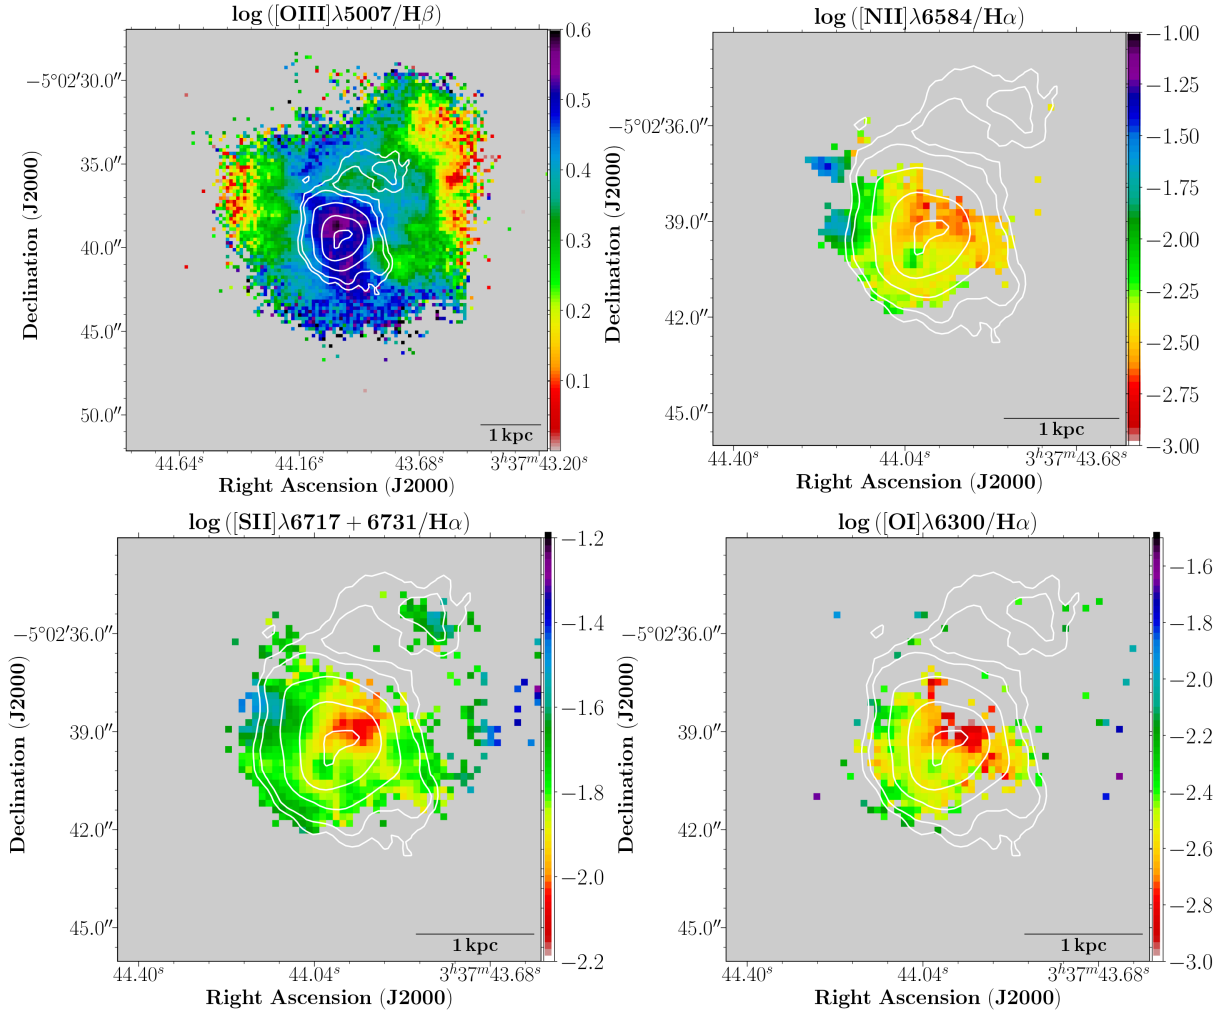 log ([OIII]λ5007/Hβ)
0.6
−5°02′30.0″
0.5
35.0″
0.4
40.0″
0.3
45.0″
0.2
50.0″
0.1
1 kpc
44.64ˢ 44.16ˢ 43.68ˢ 3ʰ37ᵐ43.20ˢ
Right Ascension (J2000)
Declination (J2000)
log ([NII]λ6584/Hα)
−1.00
−1.25
−5°02′36.0″
−1.50
−1.75
39.0″
−2.00
−2.25
42.0″
−2.50
−2.75
45.0″
−3.00
1 kpc
44.40ˢ 44.04ˢ 3ʰ37ᵐ43.68ˢ
Right Ascension (J2000)
Declination (J2000)
log ([SII]λ6717 + 6731/Hα)
−1.2
−1.4
−5°02′36.0″
−1.6
39.0″
−1.8
42.0″
−2.0
45.0″
−2.2
1 kpc
44.40ˢ 44.04ˢ 3ʰ37ᵐ43.68ˢ
Right Ascension (J2000)
Declination (J2000)
log ([OI]λ6300/Hα)
−1.6
−5°02′36.0″
−1.8
−2.0
39.0″
−2.2
−2.4
42.0″
−2.6
−2.8
45.0″
−3.0
1 kpc
44.40ˢ 44.04ˢ 3ʰ37ᵐ43.68ˢ
Right Ascension (J2000)
Declination (J2000)